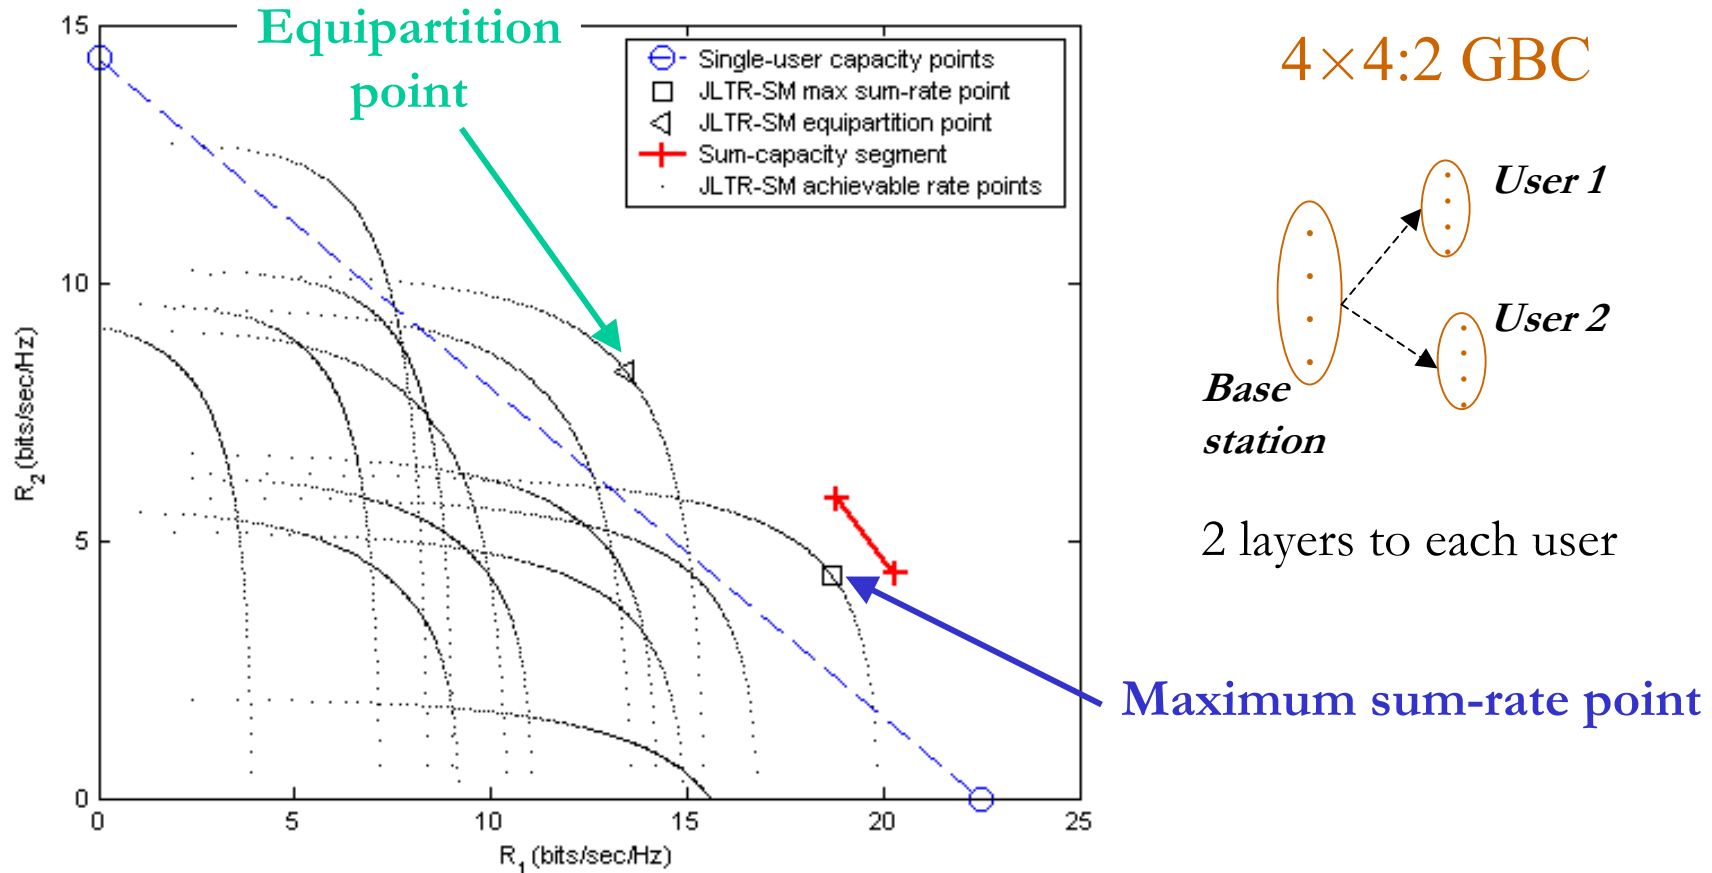 Equipartition
point
15
10
5
0
0
5
10
15
20
25
R2 (bits/sec/Hz)
R1 (bits/sec/Hz)
Single-user capacity points
JLTR-SM max sum-rate point
JLTR-SM equipartition point
Sum-capacity segment
JLTR-SM achievable rate points
4×4:2 GBC
User 1
User 2
Base
station
2 layers to each user
Maximum sum-rate point